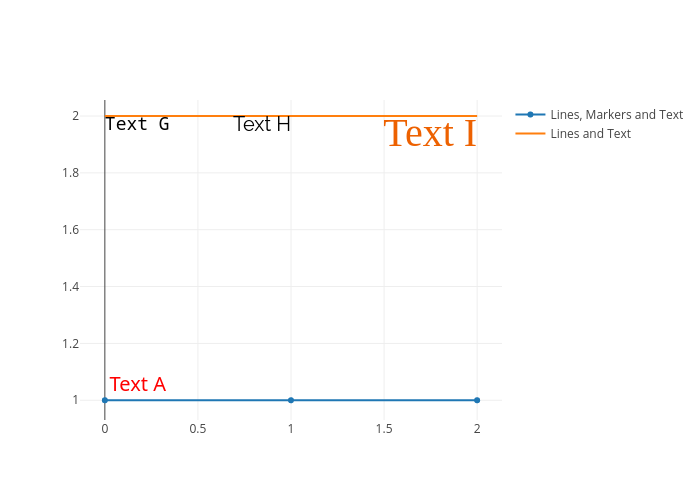 2
Text G
Text H
Text I
Lines, Markers and Text
Lines and Text
1.8
1.6
1.4
1.2
Text A
1
0
0.5
1
1.5
2